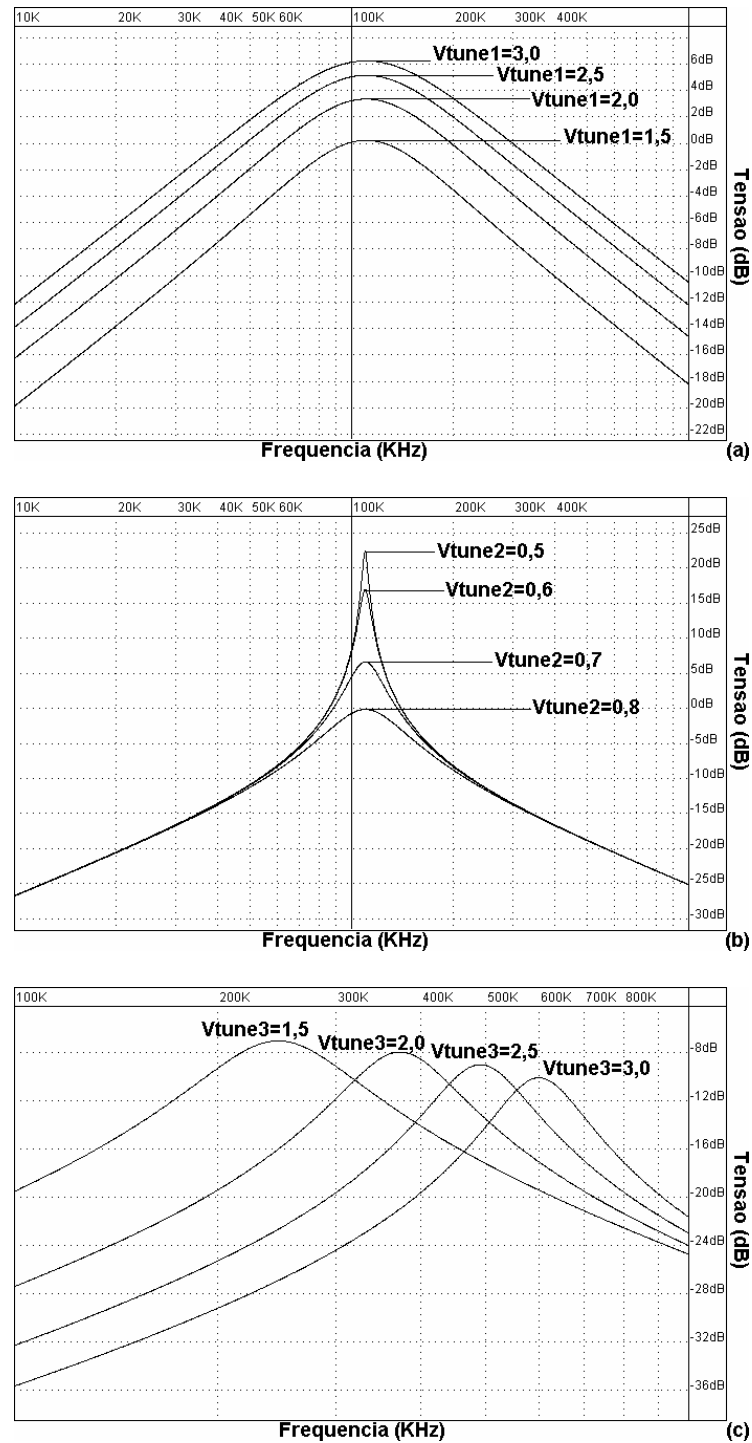 10K 20K 30K 40K 50K 60K 100K 200K 300K 400K
6dB
4dB
2dB
0dB
-2dB
-4dB
-6dB
-8dB
-10dB
-12dB
-14dB
-16dB
-18dB
-20dB
-22dB
Vtune1=3,0
Vtune1=2,5
Vtune1=2,0
Vtune1=1,5
Tensao (dB)
Frequencia (KHz)
(a)
10K 20K 30K 40K 50K 60K 100K 200K 300K 400K
25dB
20dB
15dB
10dB
5dB
0dB
-5dB
-10dB
-15dB
-20dB
-25dB
-30dB
Vtune2=0,5
Vtune2=0,6
Vtune2=0,7
Vtune2=0,8
Tensao (dB)
Frequencia (KHz)
(b)
100K 200K 300K 400K 500K 600K 700K 800K
-8dB
-12dB
-16dB
-20dB
-24dB
-28dB
-32dB
-36dB
Vtune3=1,5
Vtune3=2,0
Vtune3=2,5
Vtune3=3,0
Tensao (dB)
Frequencia (KHz)
(c)